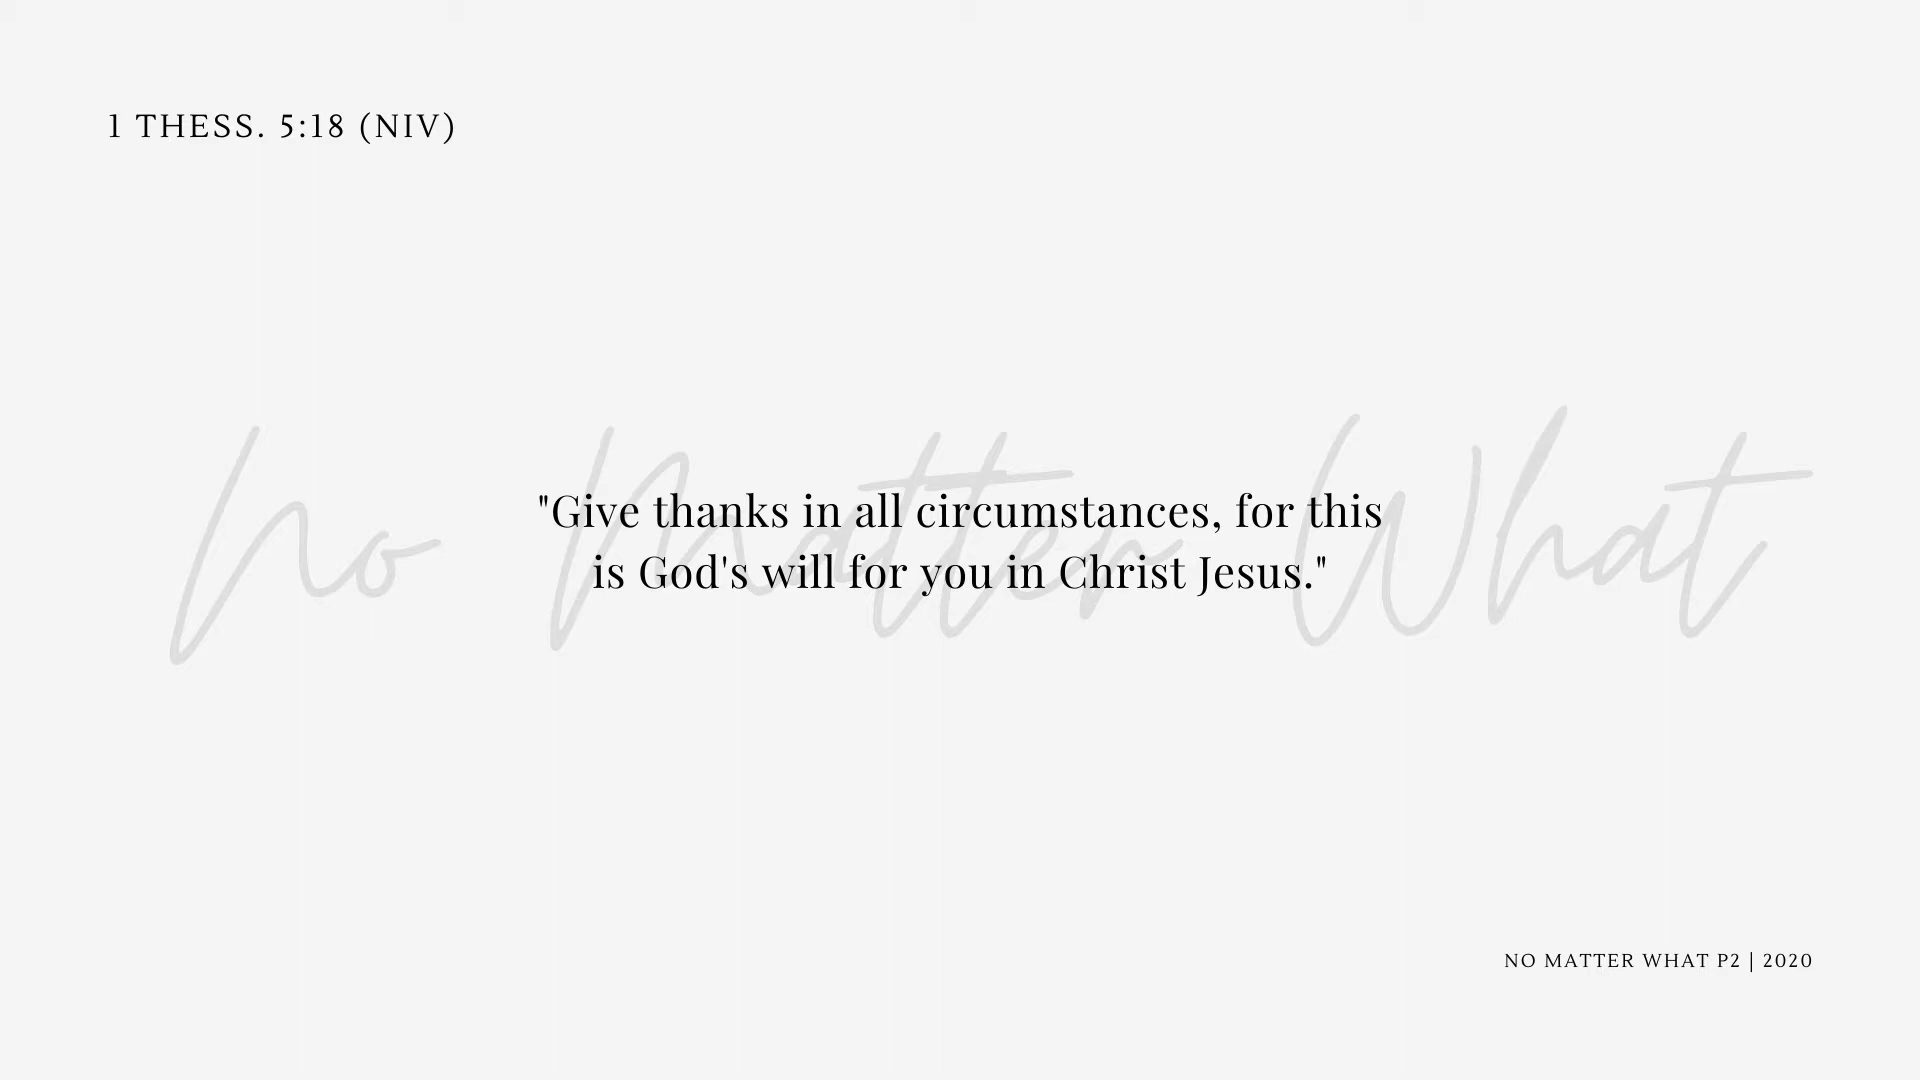 1 THESS. 5:18 (NIV)
No Matter What
"Give thanks in all circumstances, for this
is God's will for you in Christ Jesus."
NO MATTER WHAT P2 | 2020